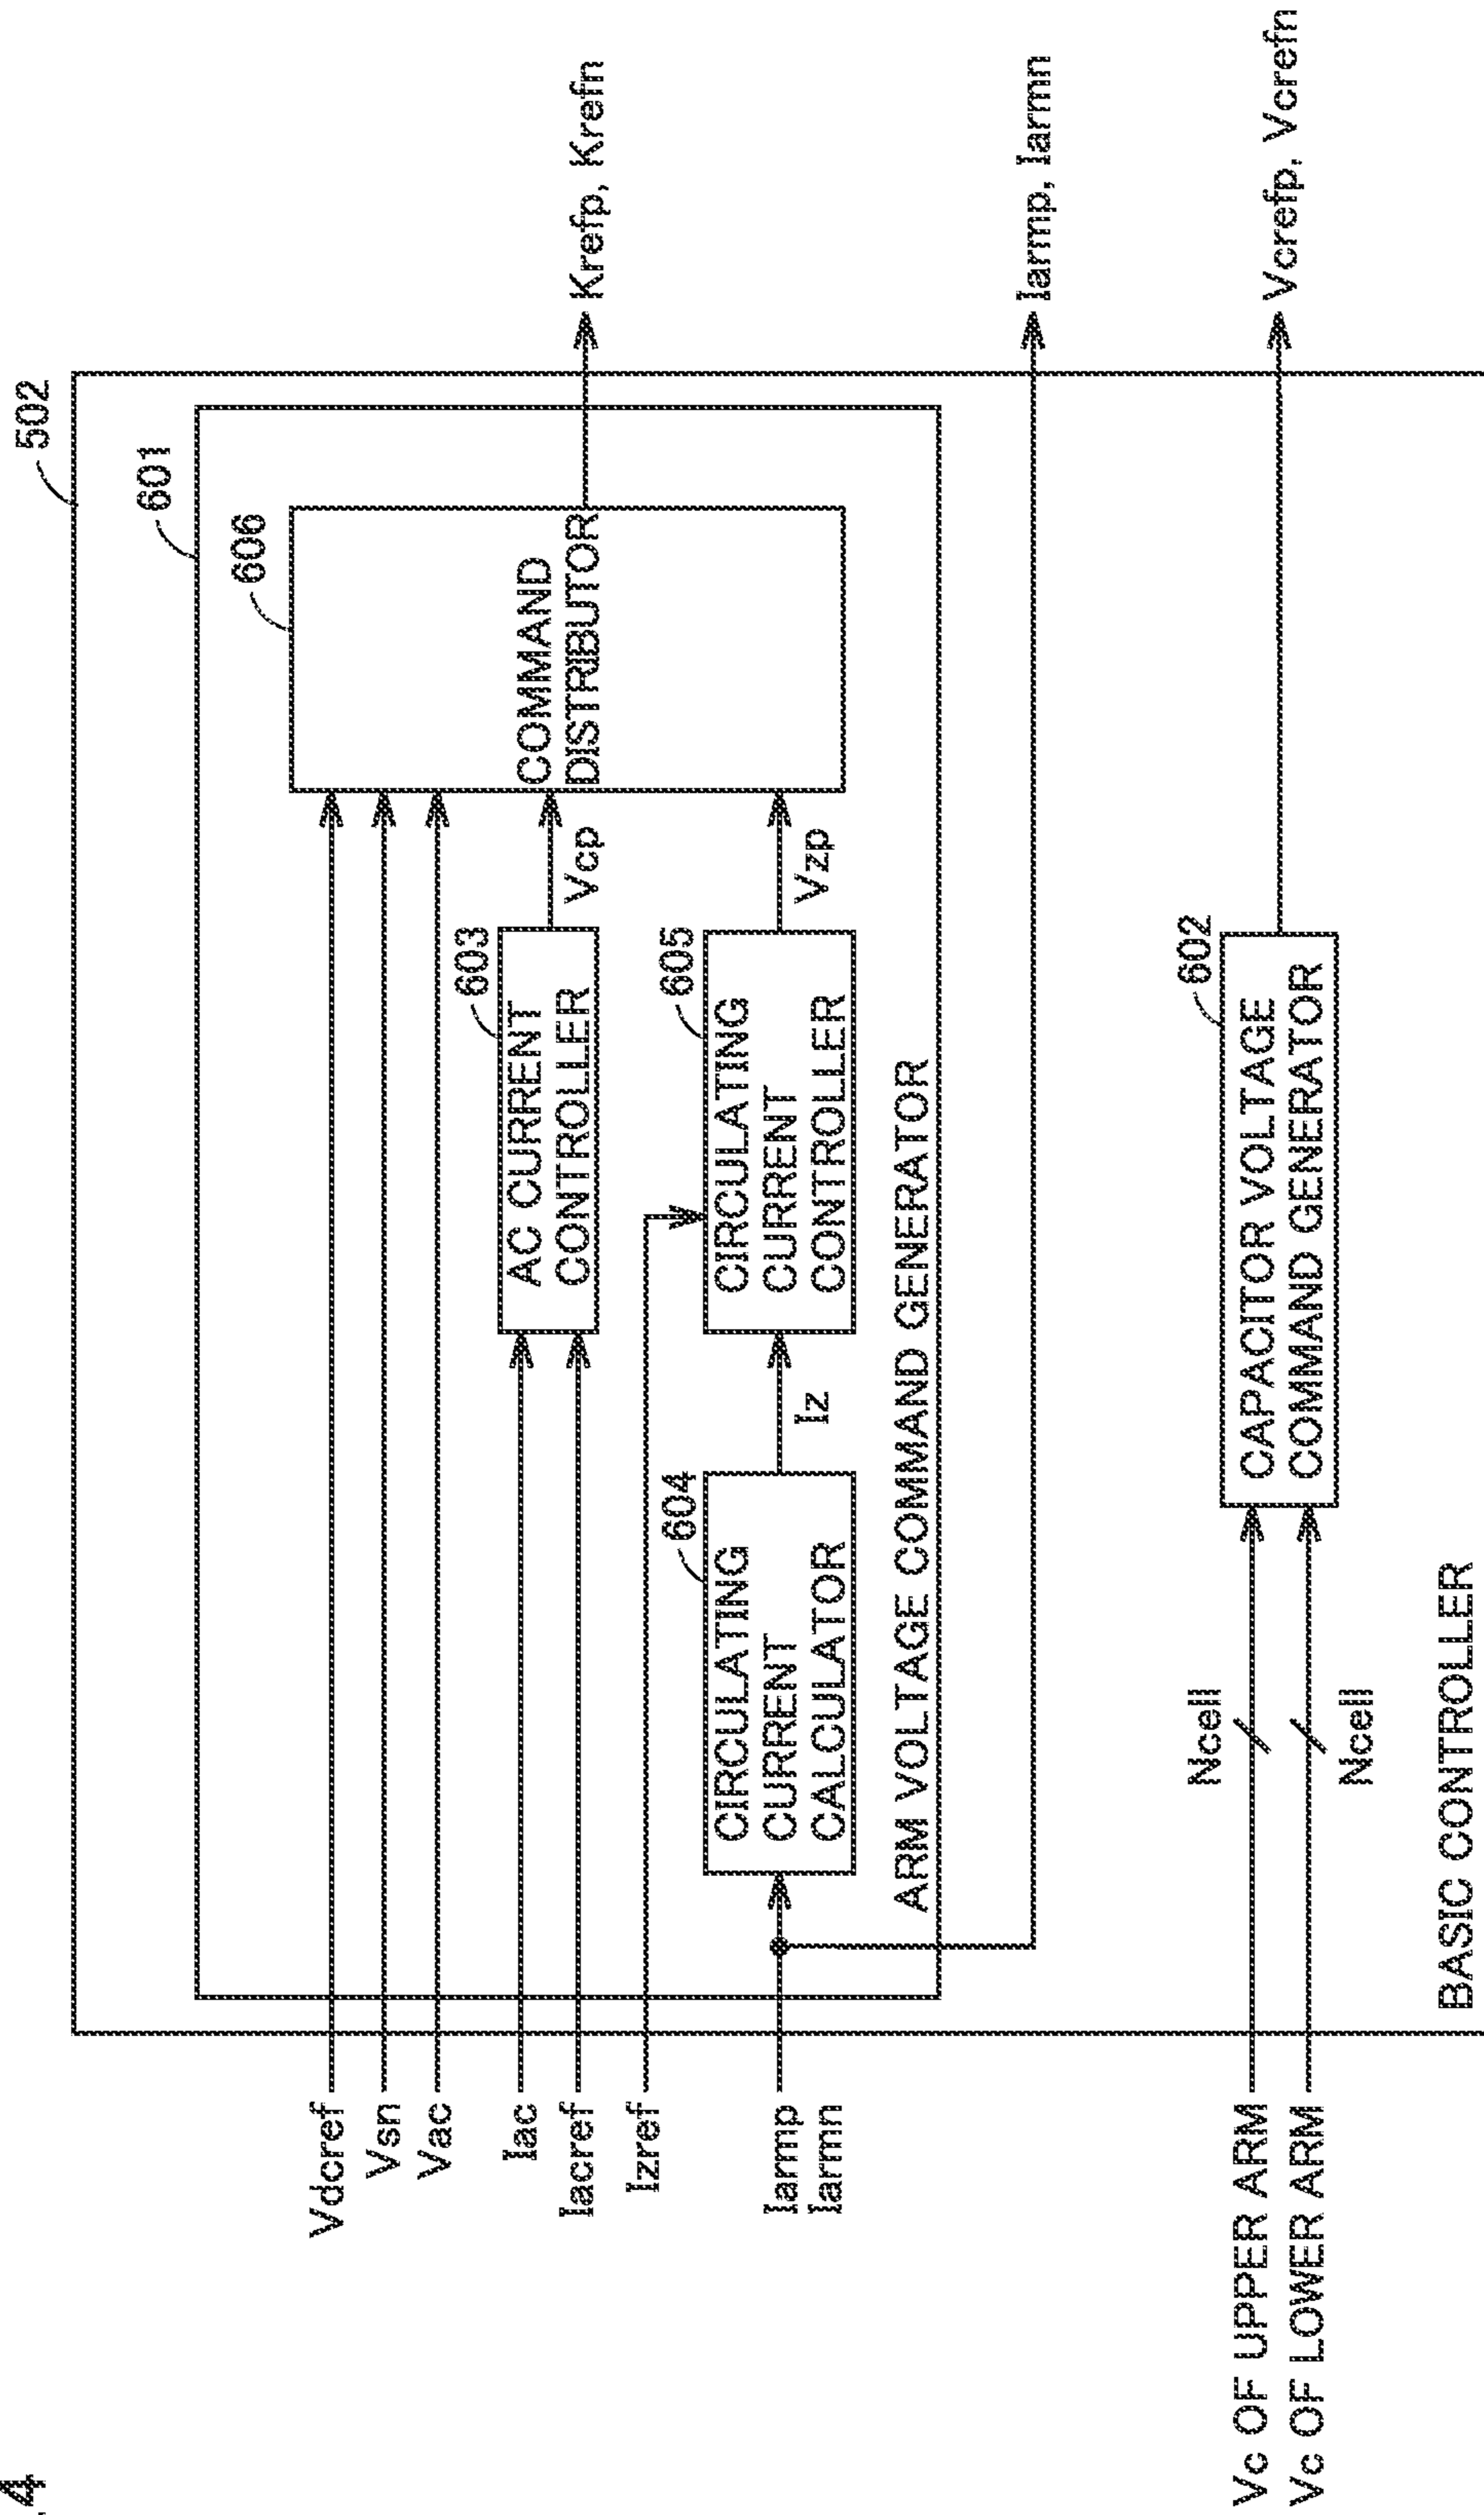 .4
502
601
606
Vdcref
Vsn
Vac
COMMAND
DISTRIBUTOR
Krefp, Krefn
603
AC CURRENT
CONTROLLER
Vcp
Iac
Iacref
Izref
604
CIRCULATING
CURRENT
CALCULATOR
Iz
605
CIRCULATING
CURRENT
CONTROLLER
Vzp
Iarmp
Iarmn
ARM VOLTAGE COMMAND GENERATOR
Iarmp, Iarmn
602
Ncell
Vc OF UPPER ARM
Vc OF LOWER ARM
Ncell
CAPACITOR VOLTAGE
COMMAND GENERATOR
Vcrefp, Vcrefn
BASIC CONTROLLER